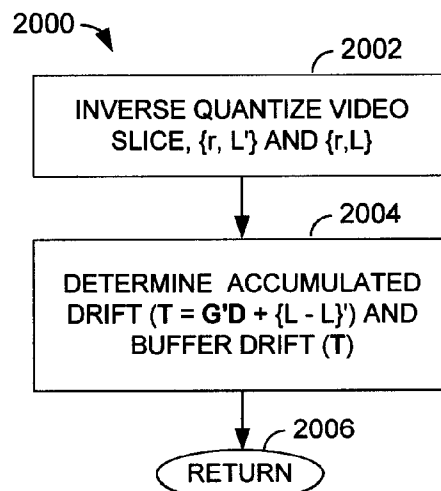 2000
2002
INVERSE QUANTIZE VIDEO
SLICE, {r, L'} AND {r,L}
2004
DETERMINE ACCUMULATED
DRIFT (T = G'D + {L - L}') AND
BUFFER DRIFT (T)
2006
RETURN